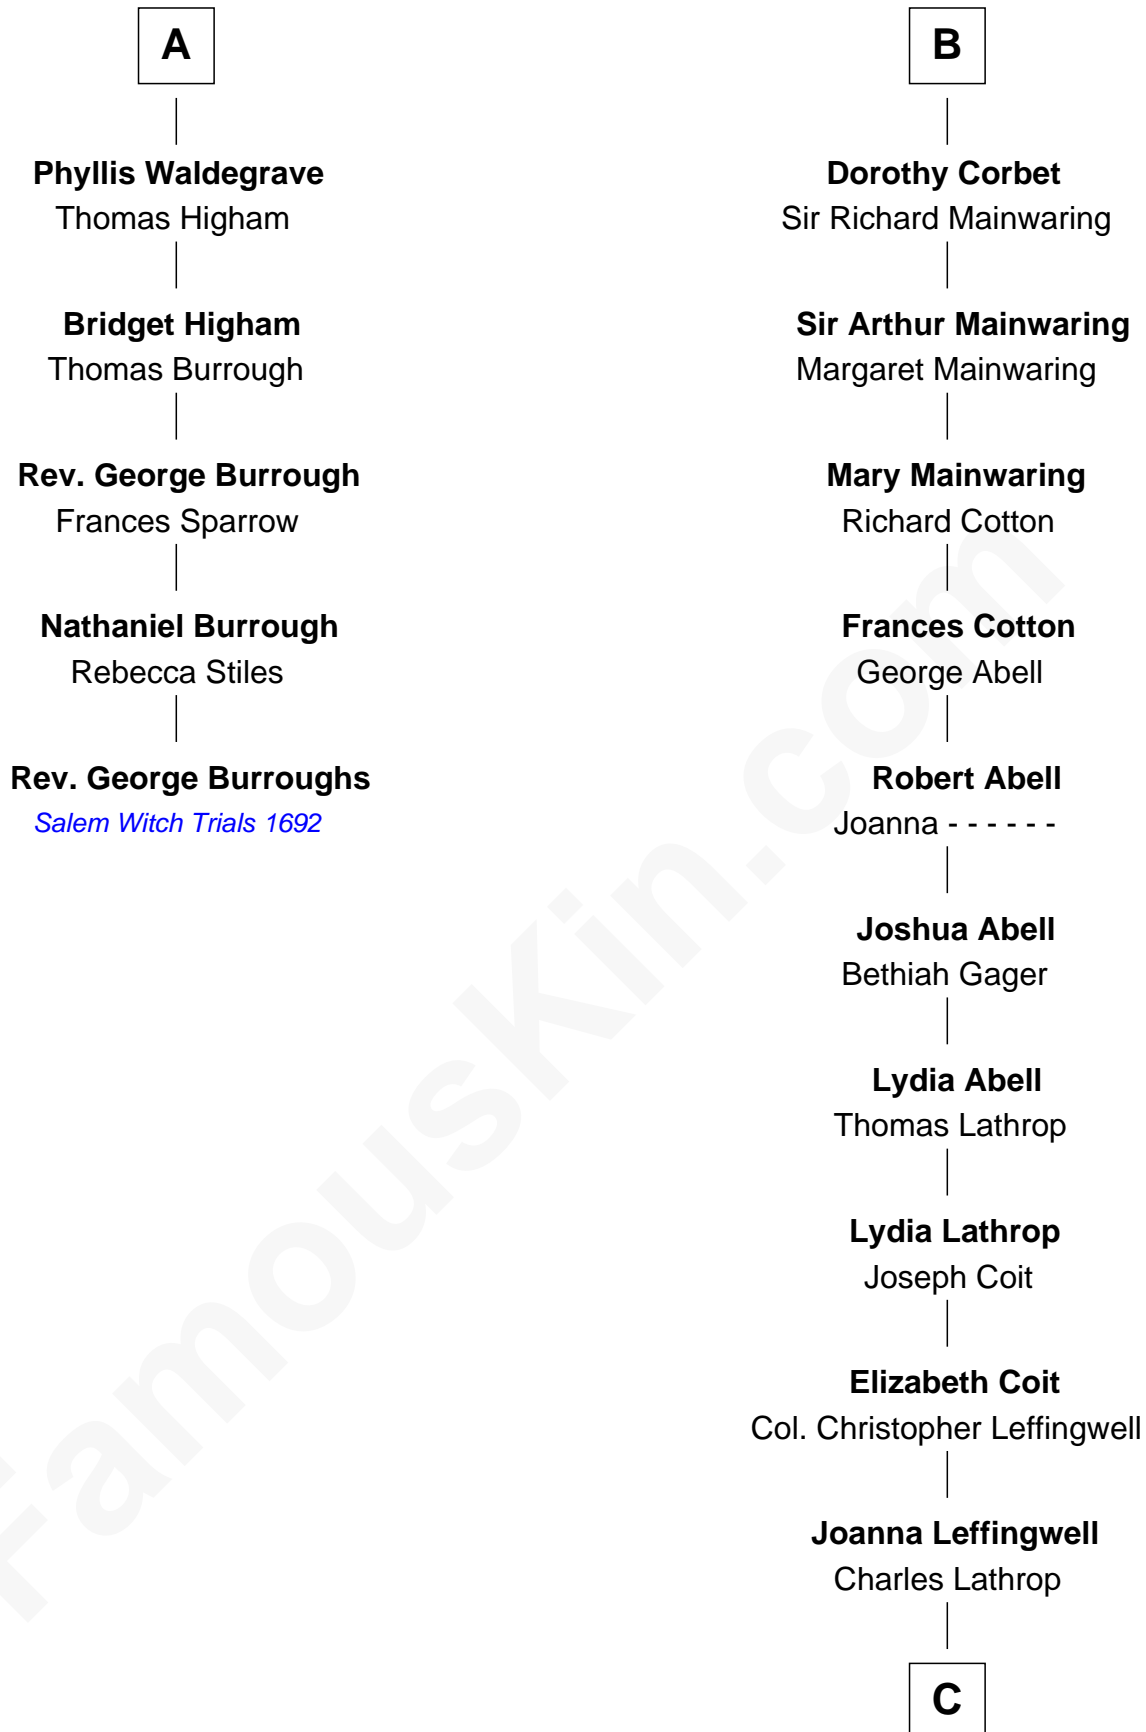 A
Phyllis Waldegrave
Thomas Higham
Bridget Higham
Thomas Burrough
Rev. George Burrough
Frances Sparrow
Nathaniel Burrough
Rebecca Stiles
Rev. George Burroughs
Salem Witch Trials 1692
B
Dorothy Corbet
Sir Richard Mainwaring
Sir Arthur Mainwaring
Margaret Mainwaring
Mary Mainwaring
Richard Cotton
Frances Cotton
George Abell
Robert Abell
Joanna - - - - - -
Joshua Abell
Bethiah Gager
Lydia Abell
Thomas Lathrop
Lydia Lathrop
Joseph Coit
Elizabeth Coit
Col. Christopher Leffingwell
Joanna Leffingwell
Charles Lathrop
C
FamousKin.com